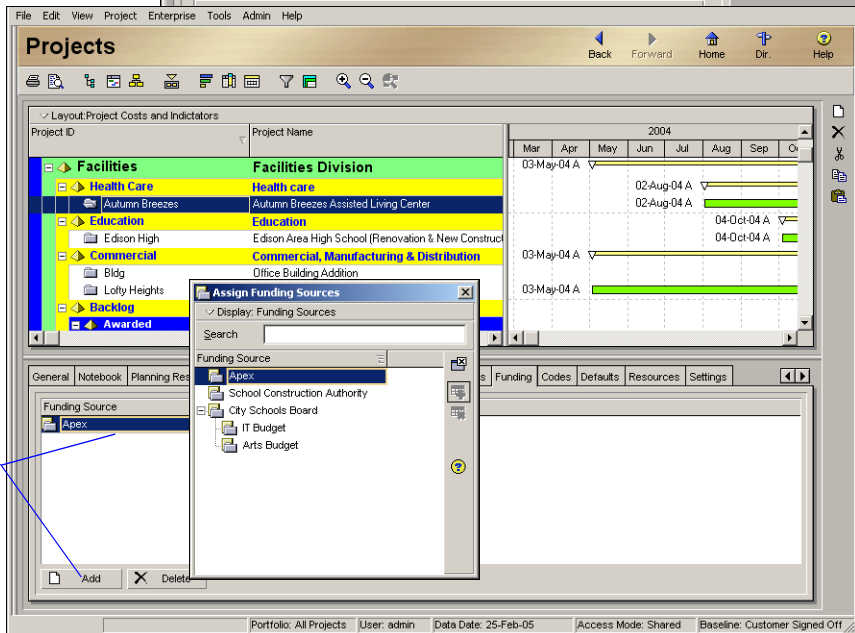 File Edit View Project Enterprise Tools Admin Help
Projects
Back Forward Home Dir. Help
Layout:Project Costs and Indictators
Project ID Project Name 2004
Mar Apr May Jun Jul Aug Sep
Facilities Facilities Division 03-May-04 A
Health Care Health care 02-Aug-04 A
Autumn Breezes Autumn Breezes Assisted Living Center 02-Aug-04 A
Education Education 04-Oct-04 A
Edison High Edison Area High School (Renovation & New Construct 04-Oct-04 A
Commercial Commercial, Manufacturing & Distribution 03-May-04 A
Bldg Office Building Addition
Lofty Heights 03-May-04 A
Backlog
Awarded
Assign Funding Sources
Display: Funding Sources
Search
Funding Source
Apex
School Construction Authority
City Schools Board
IT Budget
Arts Budget
General Notebook Planning Res s Funding Codes Defaults Resources Settings
Funding Source
Apex
Add Delete
Portfolio: All Projects User: admin Data Date: 25-Feb-05 Access Mode: Shared Baseline: Customer Signed Off